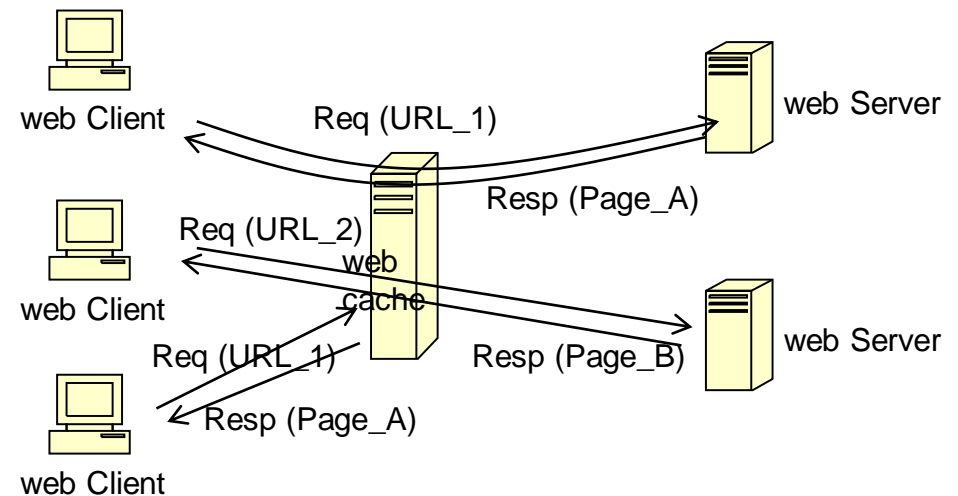 web Client
Req (URL_1)
web Server
Resp (Page_A)
Req (URL_2)
web
cache
web Client
Req (URL_1)
Resp (Page_B)
web Server
Resp (Page_A)
web Client